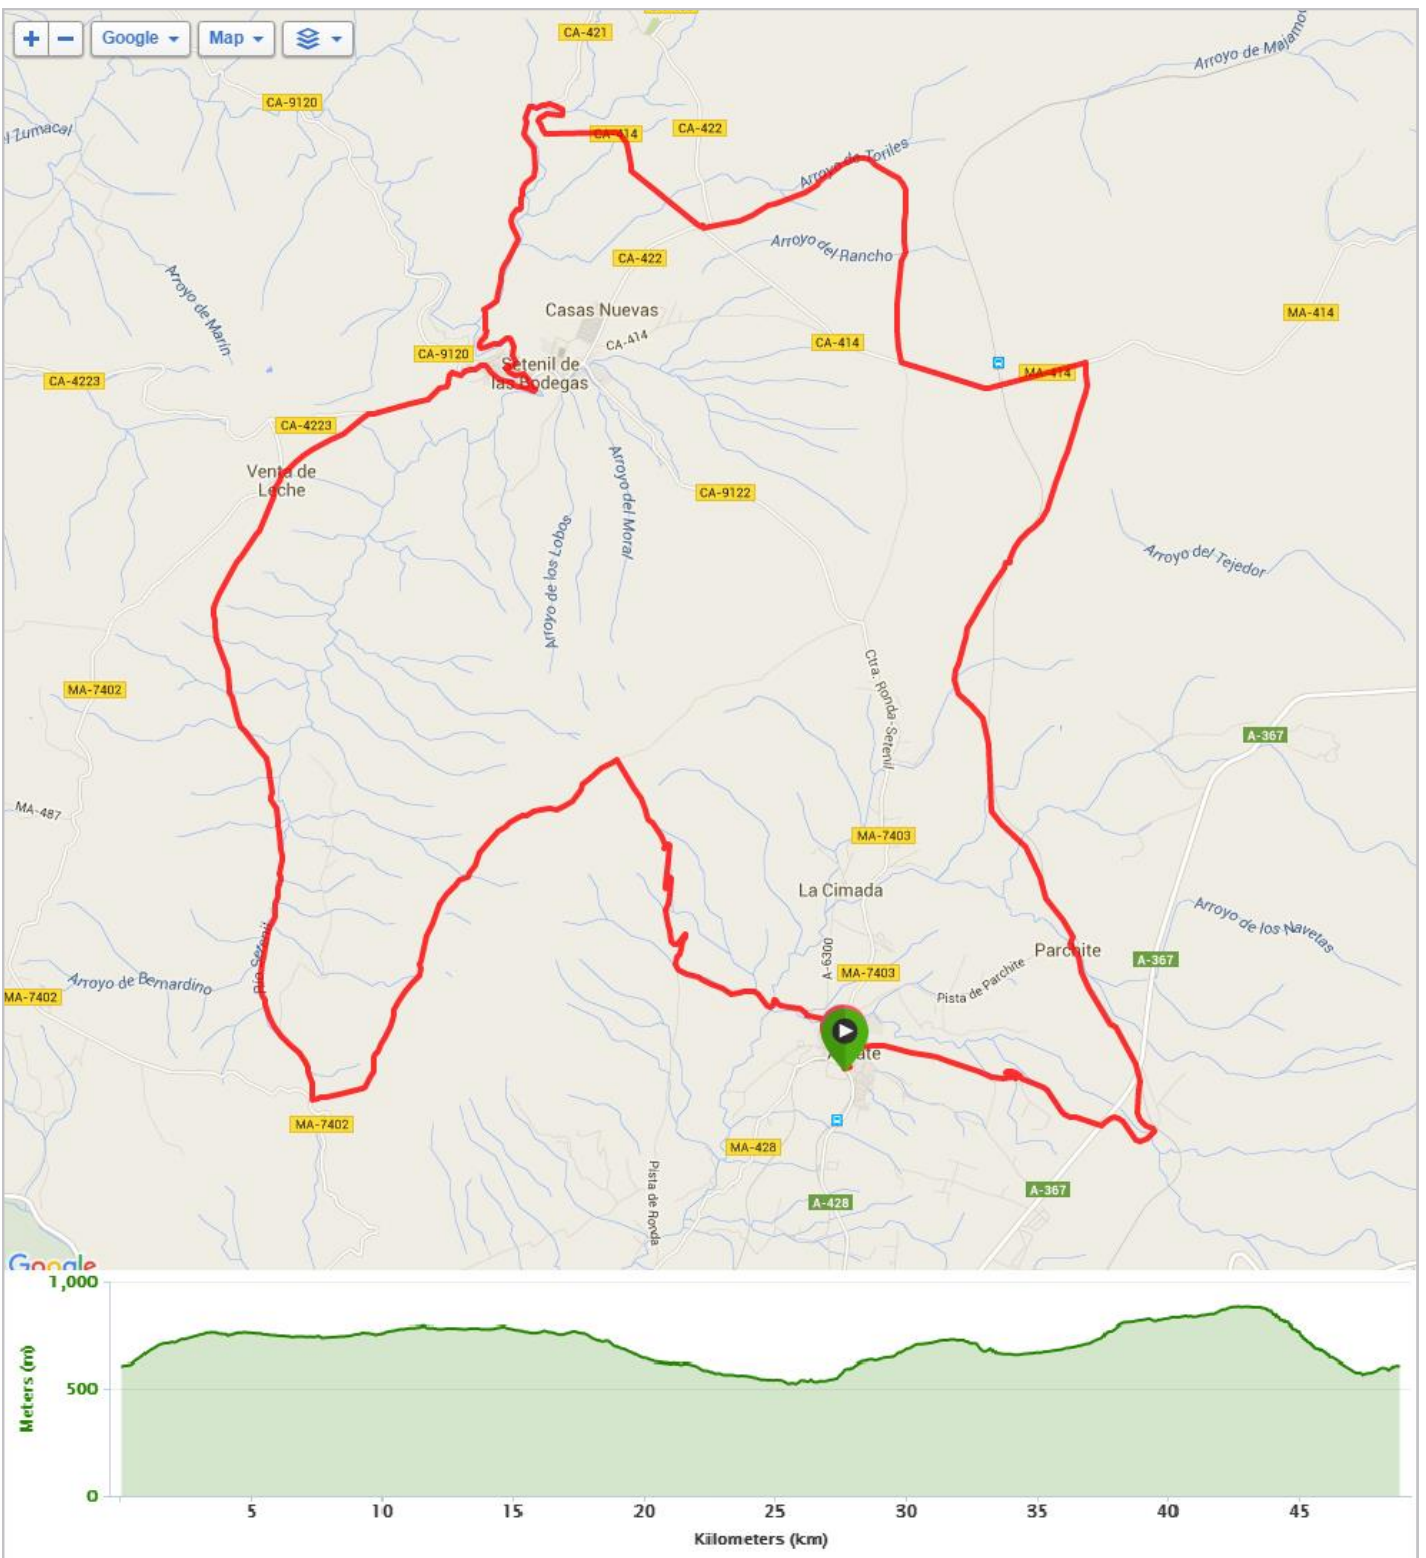 + − Google Map
CA-421
Arroyo de Majamoc
CA-9120
CA-414
CA-422
l Zumacal
Arroyo de Toriles
Arroyo del Rancho
CA-422
Arroyo de Marín
Casas Nuevas
MA-414
CA-414
CA-414
CA-9120
Setenil de
las Bodegas
MA-414
CA-4223
CA-4223
Venta de
Leche
CA-9122
Arroyo del Moral
Arroyo de los Lobos
Arroyo del Tejedor
Ctra. Ronda-Setenil
MA-7402
A-367
MA-487
MA-7403
La Cimada
Arroyo de los Navetas
Río Setenil
A-6300
Parchite
A-367
MA-7403
Pista de Parchite
Arroyo de Bernardino
MA-7402
MA-7402
MA-428
Pista de Ronda
A-428
A-367
Google
1,000
500
0
Meters (m)
5 10 15 20 25 30 35 40 45
Kilometers (km)